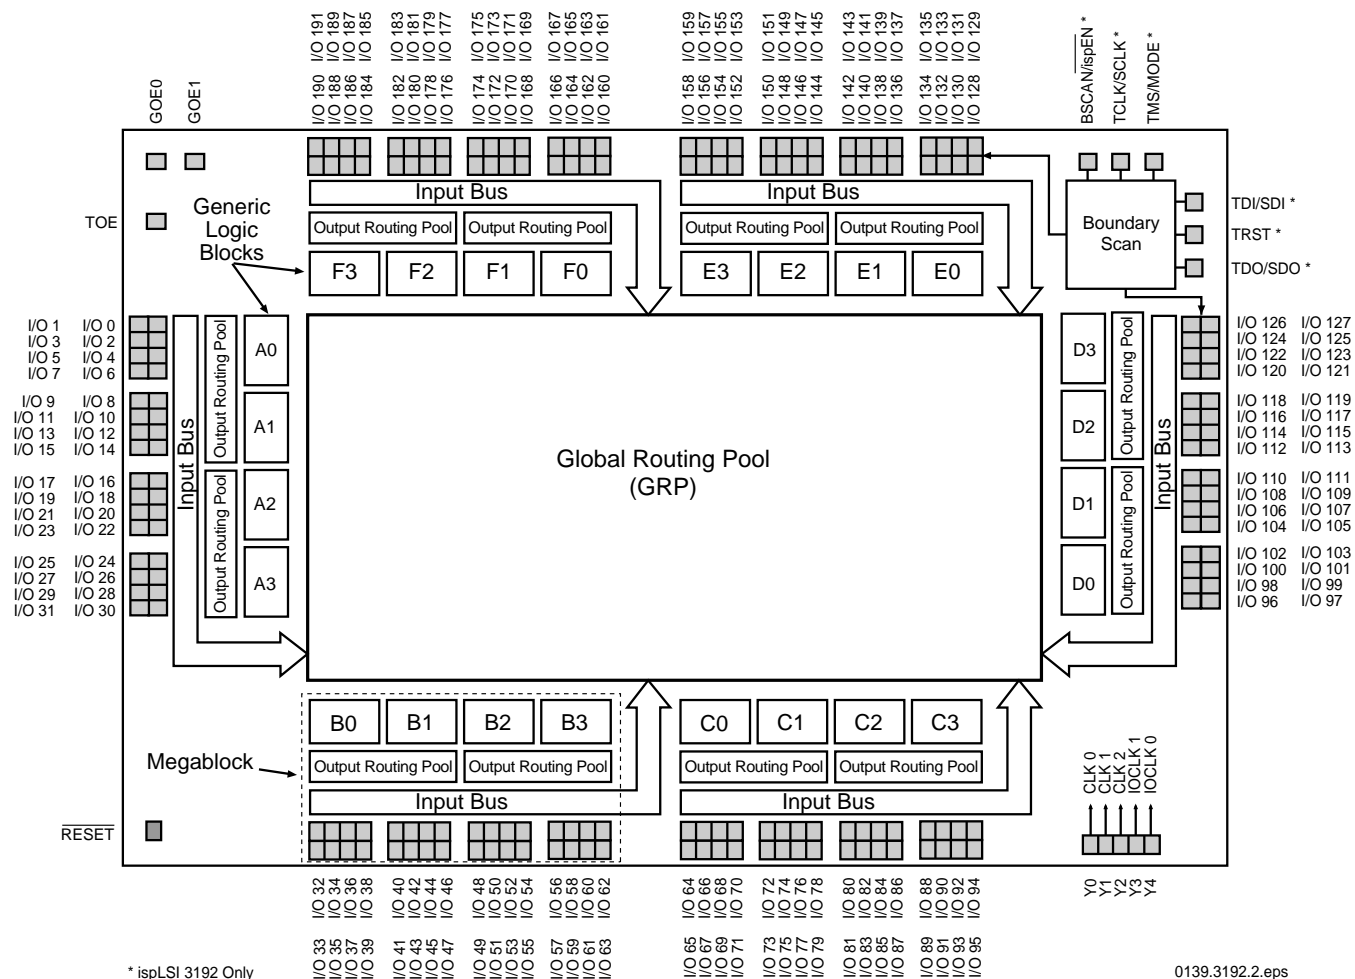 I/O 191 I/O 189 I/O 187 I/O 185
I/O 183 I/O 181 I/O 179 I/O 177
I/O 175 I/O 173 I/O 171 I/O 169
I/O 167 I/O 165 I/O 163 I/O 161
I/O 159 I/O 157 I/O 155 I/O 153
I/O 151 I/O 149 I/O 147 I/O 145
I/O 143 I/O 141 I/O 139 I/O 137
I/O 135 I/O 133 I/O 131 I/O 129
I/O 190 I/O 188 I/O 186 I/O 184
I/O 182 I/O 180 I/O 178 I/O 176
I/O 174 I/O 172 I/O 170 I/O 168
I/O 166 I/O 164 I/O 162 I/O 160
I/O 158 I/O 156 I/O 154 I/O 152
I/O 150 I/O 148 I/O 146 I/O 144
I/O 142 I/O 140 I/O 138 I/O 136
I/O 134 I/O 132 I/O 130 I/O 128
GOE0
GOE1
BSCAN/ispEN *
TCLK/SCLK *
TMS/MODE *
TOE
Generic
Logic
Blocks
Input Bus
Input Bus
Output Routing Pool
Output Routing Pool
Output Routing Pool
Output Routing Pool
F3 F2 F1 F0
E3 E2 E1 E0
Boundary
Scan
TDI/SDI *
TRST *
TDO/SDO *
I/O 1 I/O 0
I/O 3 I/O 2
I/O 5 I/O 4
I/O 7 I/O 6
I/O 9 I/O 8
I/O 11 I/O 10
I/O 13 I/O 12
I/O 15 I/O 14
I/O 17 I/O 16
I/O 19 I/O 18
I/O 21 I/O 20
I/O 23 I/O 22
I/O 25 I/O 24
I/O 27 I/O 26
I/O 29 I/O 28
I/O 31 I/O 30
Input Bus
Output Routing Pool
Output Routing Pool
A0
A1
A2
A3
Global Routing Pool
(GRP)
D3
D2
D1
D0
Output Routing Pool
Output Routing Pool
Input Bus
I/O 126 I/O 127
I/O 124 I/O 125
I/O 122 I/O 123
I/O 120 I/O 121
I/O 118 I/O 119
I/O 116 I/O 117
I/O 114 I/O 115
I/O 112 I/O 113
I/O 110 I/O 111
I/O 108 I/O 109
I/O 106 I/O 107
I/O 104 I/O 105
I/O 102 I/O 103
I/O 100 I/O 101
I/O 98 I/O 99
I/O 96 I/O 97
B0 B1 B2 B3
C0 C1 C2 C3
Megablock
Output Routing Pool
Output Routing Pool
Output Routing Pool
Output Routing Pool
Input Bus
Input Bus
RESET
CLK 0
CLK 1
CLK 2
IOCLK 1
IOCLK 0
Y0
Y1
Y2
Y3
Y4
I/O 32 I/O 34 I/O 36 I/O 38
I/O 40 I/O 42 I/O 44 I/O 46
I/O 48 I/O 50 I/O 52 I/O 54
I/O 56 I/O 58 I/O 60 I/O 62
I/O 64 I/O 66 I/O 68 I/O 70
I/O 72 I/O 74 I/O 76 I/O 78
I/O 80 I/O 82 I/O 84 I/O 86
I/O 88 I/O 90 I/O 92 I/O 94
I/O 33 I/O 35 I/O 37 I/O 39
I/O 41 I/O 43 I/O 45 I/O 47
I/O 49 I/O 51 I/O 53 I/O 55
I/O 57 I/O 59 I/O 61 I/O 63
I/O 65 I/O 67 I/O 69 I/O 71
I/O 73 I/O 75 I/O 77 I/O 79
I/O 81 I/O 83 I/O 85 I/O 87
I/O 89 I/O 91 I/O 93 I/O 95
* ispLSI 3192 Only
0139.3192.2.eps